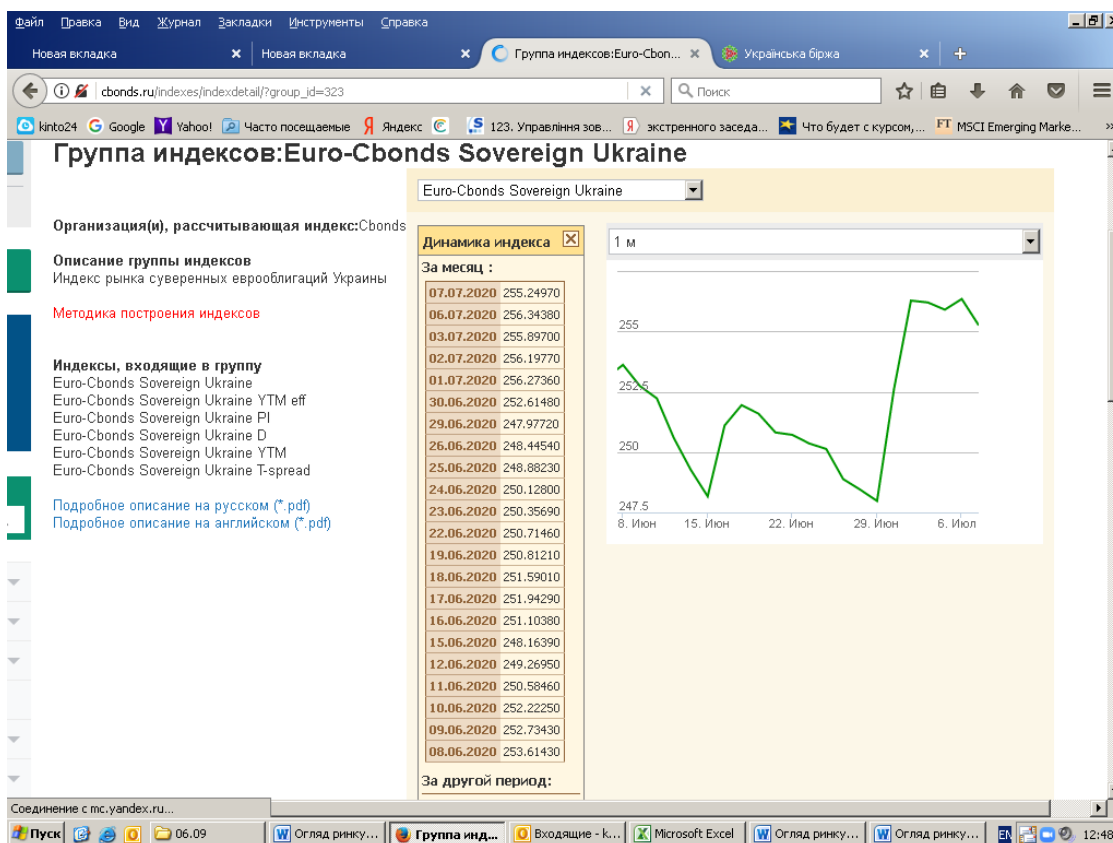 Файл Правка Вид Журнал Закладки Инструменты Справка
Новая вкладка Новая вкладка Группа индексов:Euro-Cbon... Українська біржа
cbonds.ru/indexes/indexdetail/?group_id=323 Поиск
kinto24 Google Yahoo! Часто посещаемые Яндекс 123. Управління зов... экстренного заседа... Что будет с курсом,... FT MSCI Emerging Marke...
Группа индексов:Euro-Cbonds Sovereign Ukraine
Euro-Cbonds Sovereign Ukraine
Организация(и), рассчитывающая индекс:Cbonds
Описание группы индексов
Индекс рынка суверенных еврооблигаций Украины
Методика построения индексов
Индексы, входящие в группу
Euro-Cbonds Sovereign Ukraine
Euro-Cbonds Sovereign Ukraine YTM eff
Euro-Cbonds Sovereign Ukraine PI
Euro-Cbonds Sovereign Ukraine D
Euro-Cbonds Sovereign Ukraine YTM
Euro-Cbonds Sovereign Ukraine T-spread
Подробное описание на русском (*.pdf)
Подробное описание на английском (*.pdf)
Динамика индекса
За месяц :
07.07.2020 255.24970
06.07.2020 256.34380
03.07.2020 255.89700
02.07.2020 256.19770
01.07.2020 256.27360
30.06.2020 252.61480
29.06.2020 247.97720
26.06.2020 248.44540
25.06.2020 248.88230
24.06.2020 250.12800
23.06.2020 250.35690
22.06.2020 250.71460
19.06.2020 250.81210
18.06.2020 251.59010
17.06.2020 251.94290
16.06.2020 251.10380
15.06.2020 248.16390
12.06.2020 249.26950
11.06.2020 250.58460
10.06.2020 252.22250
09.06.2020 252.73430
08.06.2020 253.61430
За другой период:
1 м
255
252.5
250
247.5
8. Июн 15. Июн 22. Июн 29. Июн 6. Июл
Соединение с mc.yandex.ru...
Пуск 06.09 Огляд ринку... Группа инд... Входящие - k... Microsoft Excel Огляд ринку... Огляд ринку... EN 12:48